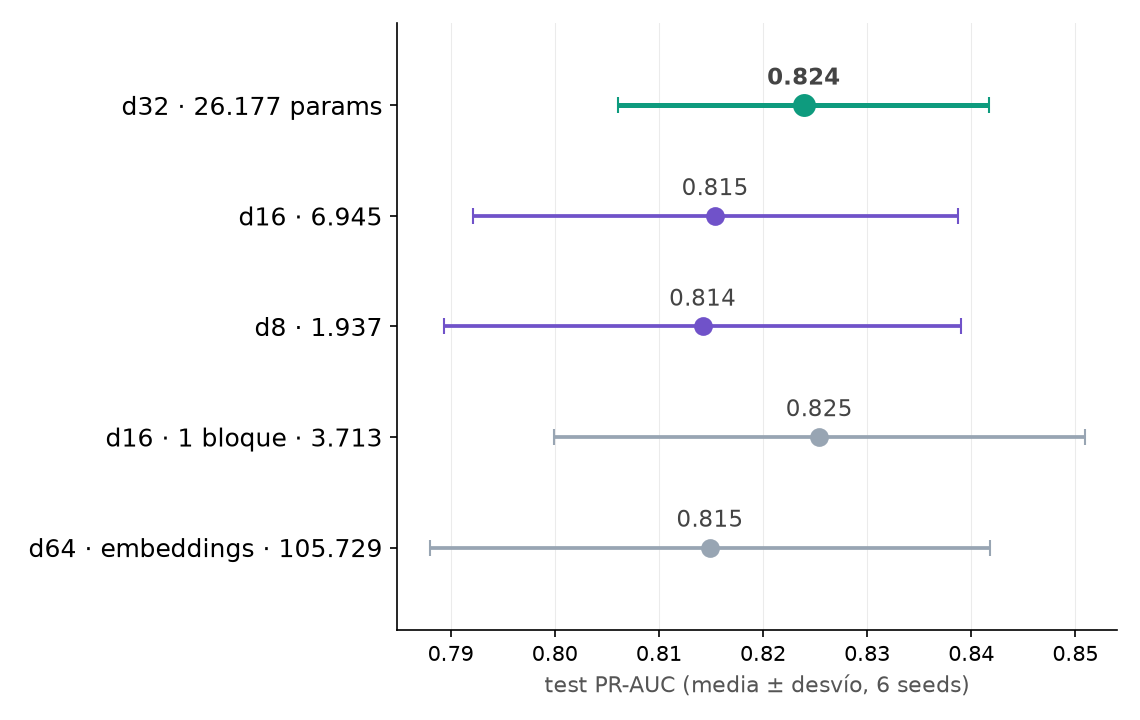 0.824
d32 · 26.177 params
0.815
d16 · 6.945
0.814
d8 · 1.937
0.825
d16 · 1 bloque · 3.713
0.815
d64 · embeddings · 105.729
0.79 0.80 0.81 0.82 0.83 0.84 0.85
test PR-AUC (media ± desvío, 6 seeds)